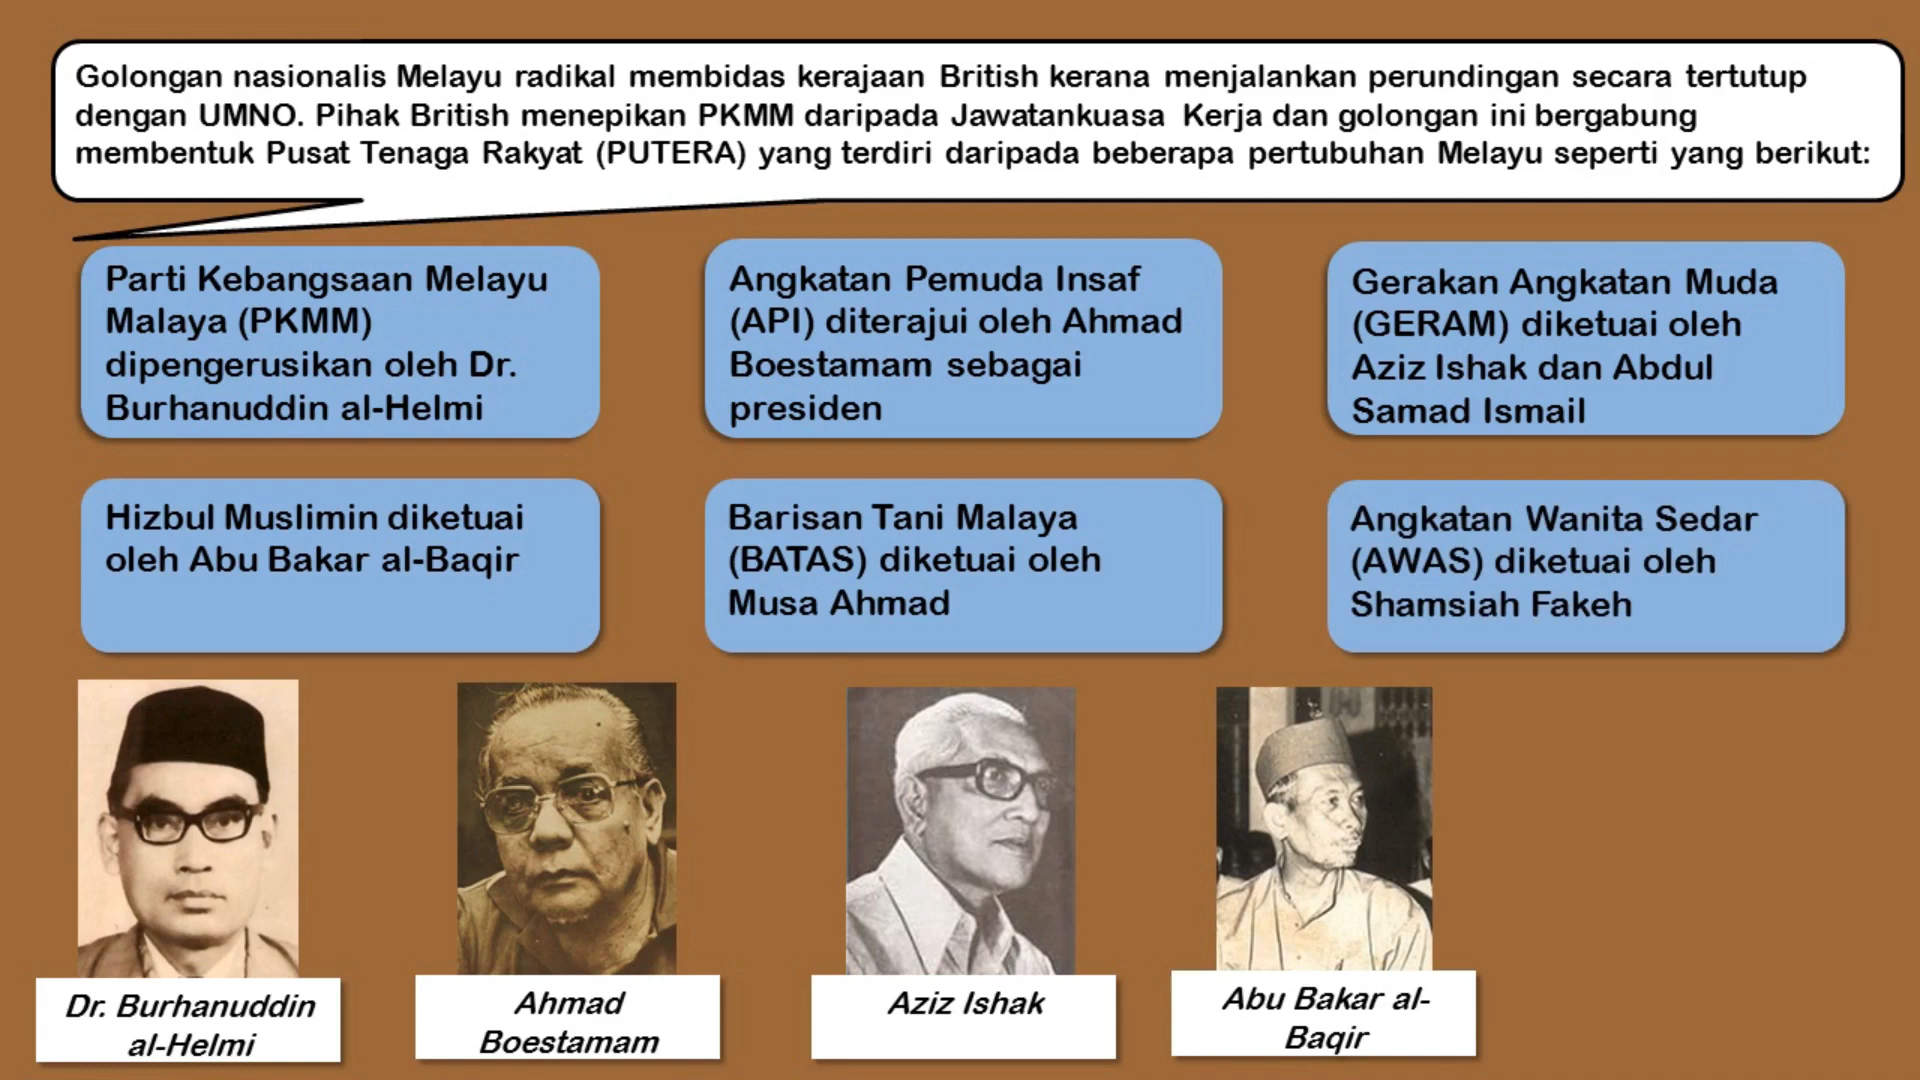 Golongan nasionalis Melayu radikal membidas kerajaan British kerana menjalankan perundingan secara tertutup
dengan UMNO. Pihak British menepikan PKMM daripada Jawatankuasa Kerja dan golongan ini bergabung
membentuk Pusat Tenaga Rakyat (PUTERA) yang terdiri daripada beberapa pertubuhan Melayu seperti yang berikut:
Parti Kebangsaan Melayu
Malaya (PKMM)
dipengerusikan oleh Dr.
Burhanuddin al-Helmi
Angkatan Pemuda Insaf
(API) diterajui oleh Ahmad
Boestamam sebagai
presiden
Gerakan Angkatan Muda
(GERAM) diketuai oleh
Aziz Ishak dan Abdul
Samad Ismail
Hizbul Muslimin diketuai
oleh Abu Bakar al-Baqir
Barisan Tani Malaya
(BATAS) diketuai oleh
Musa Ahmad
Angkatan Wanita Sedar
(AWAS) diketuai oleh
Shamsiah Fakeh
Dr. Burhanuddin
al-Helmi
Ahmad
Boestamam
Aziz Ishak
Abu Bakar al-
Baqir